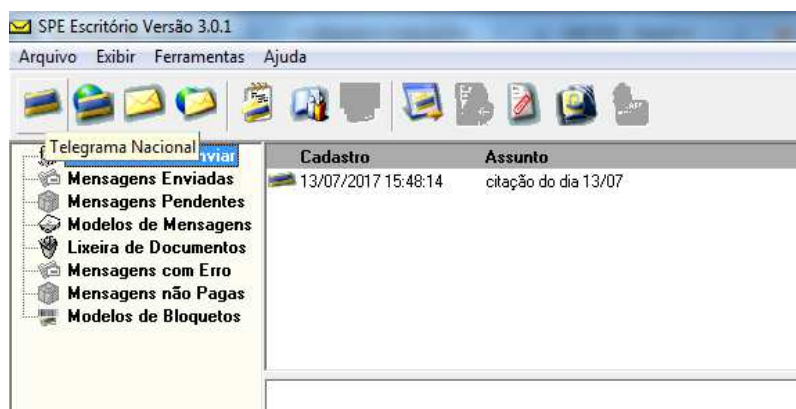 SPE Escritório Versão 3.0.1
Arquivo Exibir Ferramentas Ajuda
Telegrama Nacional
nviar
Cadastro Assunto
13/07/2017 15:48:14 citação do dia 13/07
Mensagens Enviadas
Mensagens Pendentes
Modelos de Mensagens
Lixeira de Documentos
Mensagens com Erro
Mensagens não Pagas
Modelos de Bloquetos